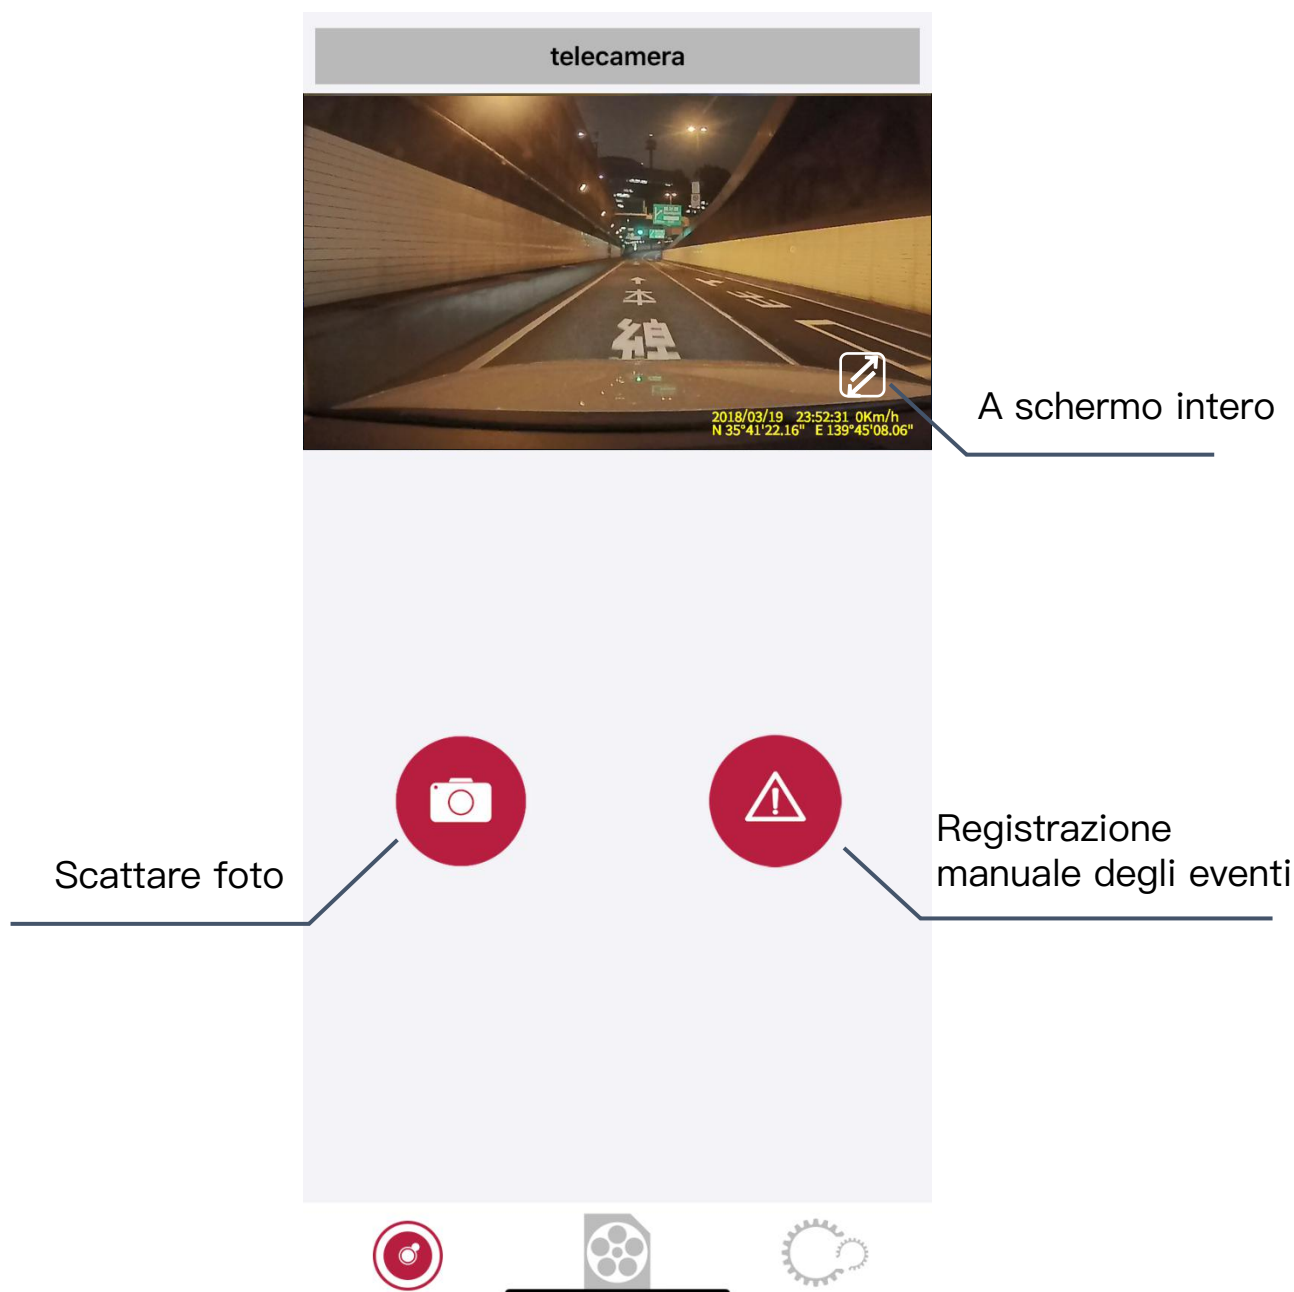 telecamera
本
線
2018/03/19 23:52:31 0Km/h
N 35°41'22.16" E 139°45'08.06"
A schermo intero
Scattare foto
Registrazione
manuale degli eventi